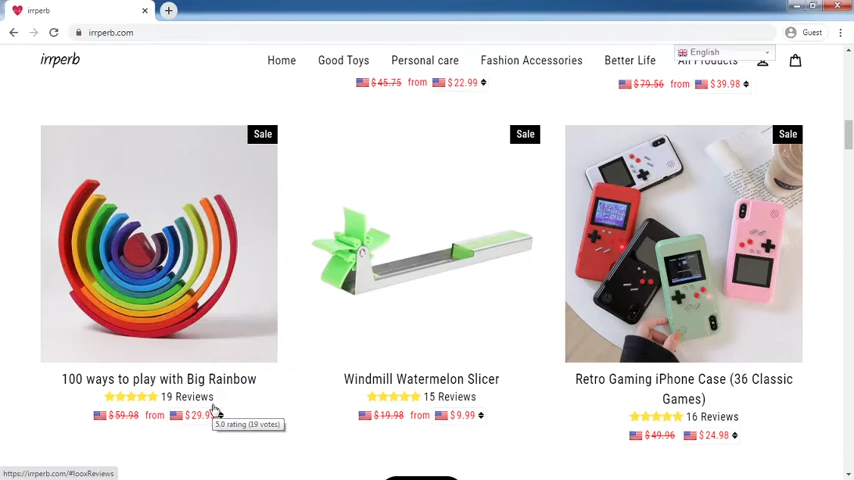 irrperb
irrperb.com
Guest
English
irrperb
Home Good Toys Personal care Fashion Accessories Better Life All Products
$45.75 from $22.99
$79.56 from $39.98
Sale
Sale
Sale
100 ways to play with Big Rainbow
19 Reviews
$59.98 from $29.9
5.0 rating (19 votes)
Windmill Watermelon Slicer
15 Reviews
$19.98 from $9.99
Retro Gaming iPhone Case (36 Classic
Games)
16 Reviews
$49.96 $24.98
https://irrperb.com/#looxReviews